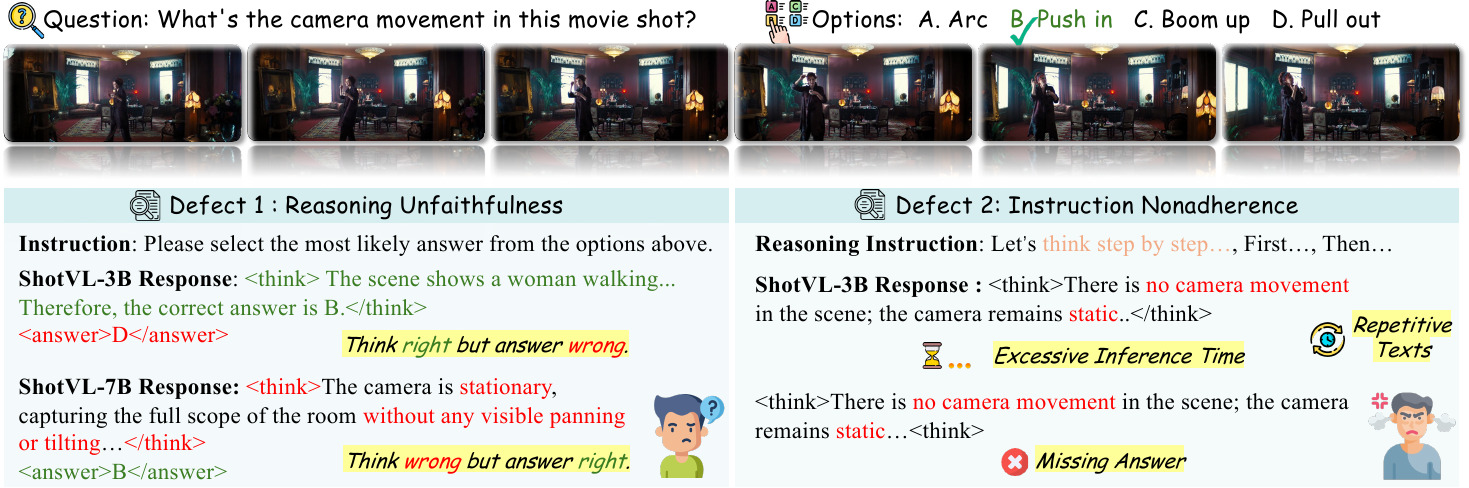 Question: What's the camera movement in this movie shot?
Options: A. Arc B. Push in C. Boom up D. Pull out
Defect 1 : Reasoning Unfaithfulness
Instruction: Please select the most likely answer from the options above.
ShotVL-3B Response: <think> The scene shows a woman walking...
Therefore, the correct answer is B.</think>
<answer>D</answer>
Think right but answer wrong.
ShotVL-7B Response: <think>The camera is stationary,
capturing the full scope of the room without any visible panning
or tilting…</think>
<answer>B</answer>
Think wrong but answer right.
Defect 2: Instruction Nonadherence
Reasoning Instruction: Let's think step by step…, First…, Then…
ShotVL-3B Response : <think>There is no camera movement
in the scene; the camera remains static..</think>
Repetitive
Texts
Excessive Inference Time
<think>There is no camera movement in the scene; the camera
remains static…<think>
Missing Answer